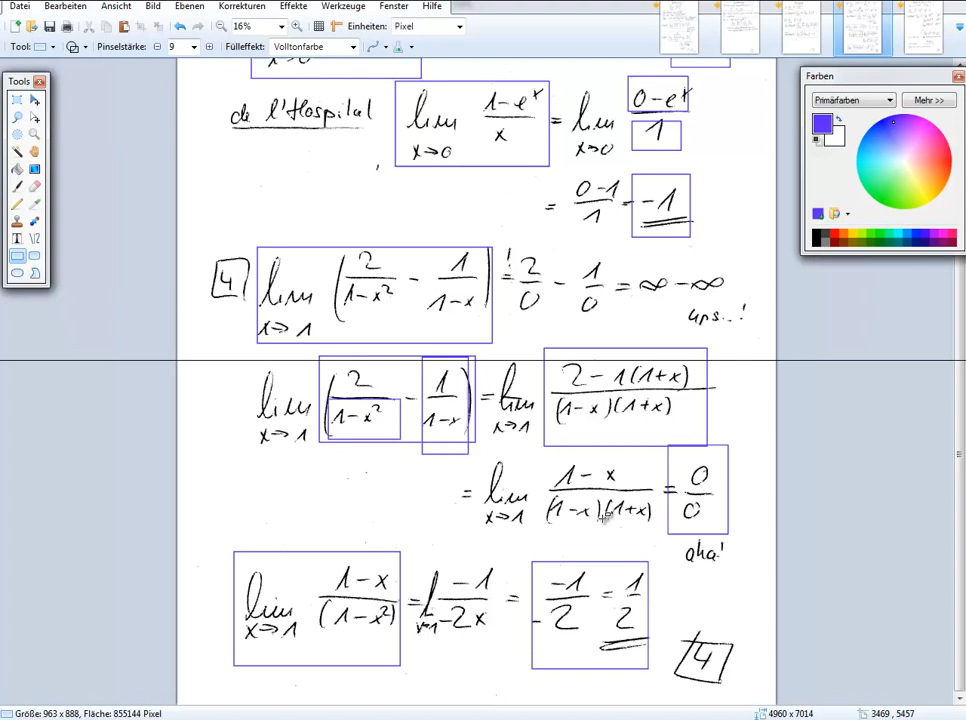 Datei Bearbeiten Ansicht Bild Ebenen Korrekturen Effekte Werkzeuge Fenster Hilfe
16% Einheiten: Pixel
Tool: Pinselstärke: 9 Fülleffekt: Volltonfarbe
Tools
Farben
Primärfarben Mehr >>
x→0
de l'Hospital lim x→0 (1-e^x)/x = lim x→0 (0-e^x)/1
= (0-1)/1 = -1
4 lim x→1 (2/(1-x²) - 1/(1-x)) != 2/0 - 1/0 = ∞-∞
ups..!
lim x→1 (2/(1-x²) - 1/(1-x)) = lim x→1 (2-1(1+x))/((1-x)(1+x))
= lim x→1 (1-x)/((1-x)(1+x)) = 0/0
aha!
lim x→1 (1-x)/(1-x²) = l x→1 -1/-2x = -1/-2 = 1/2
4
Größe: 963 x 888, Fläche: 855144 Pixel 4960 x 7014 3469 , 5457